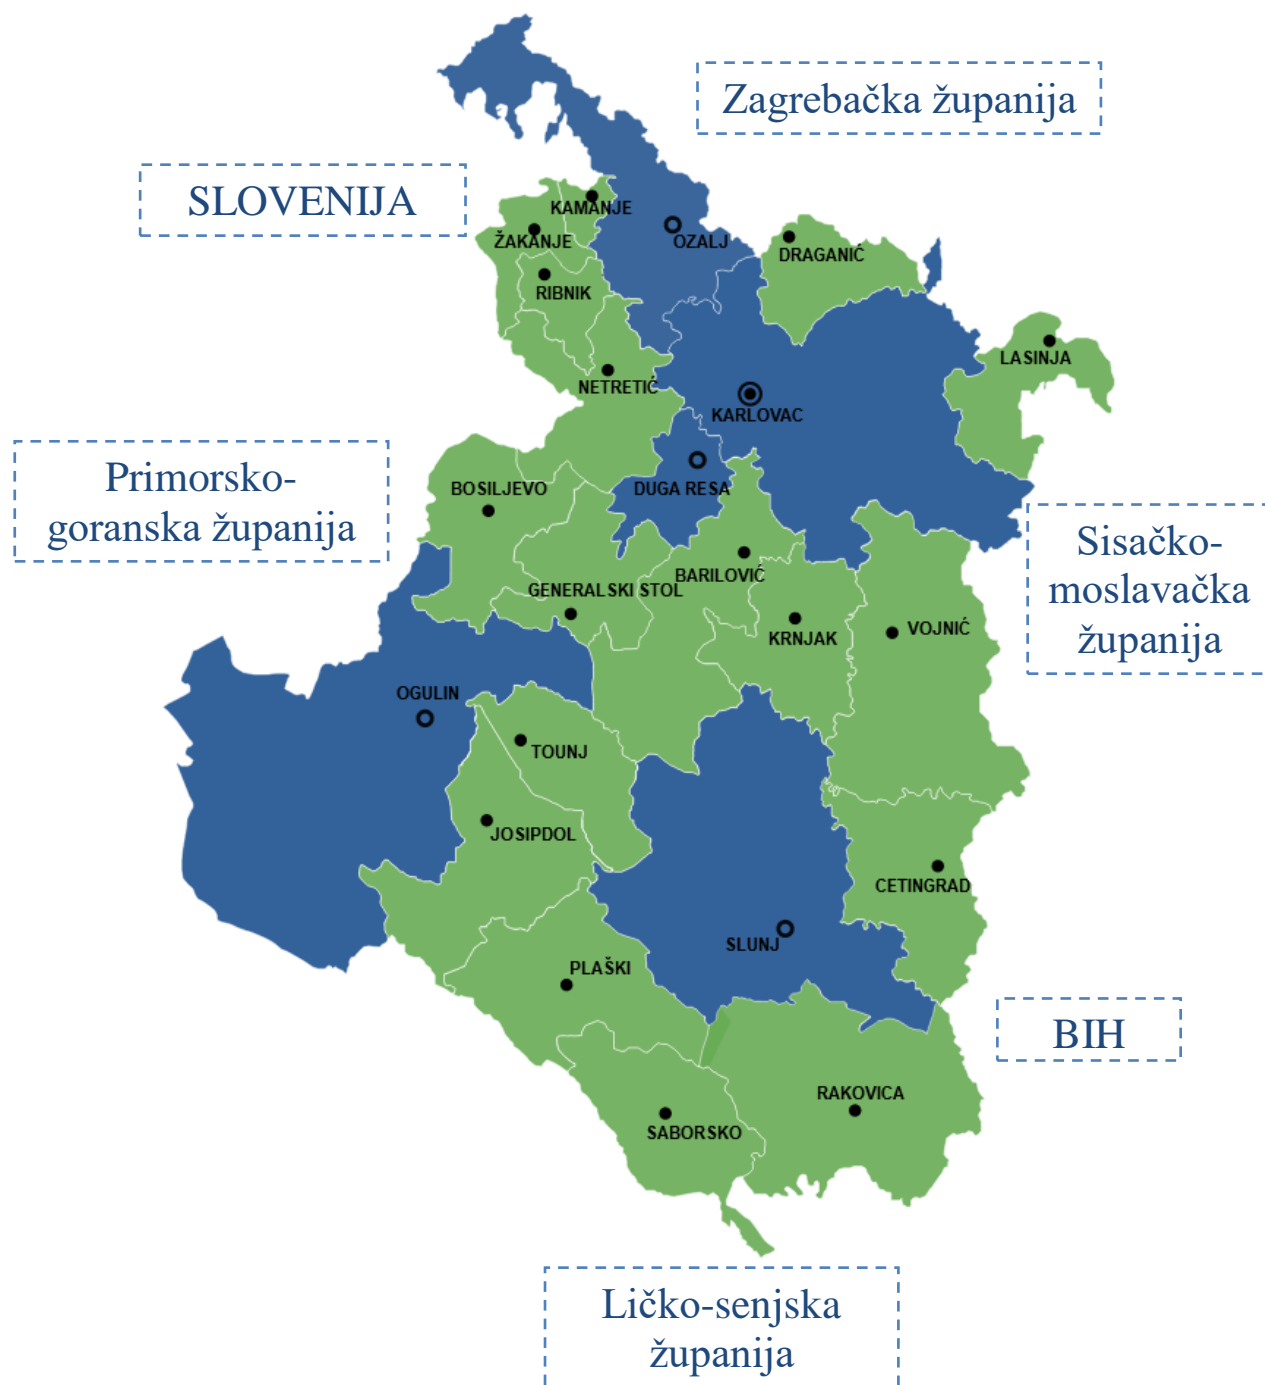 Zagrebačka županija
SLOVENIJA
KAMANJE
ŽAKANJE
OZALJ
DRAGANIĆ
RIBNIK
LASINJA
NETRETIĆ
KARLOVAC
Primorsko-
goranska županija
BOSILJEVO
DUGA RESA
Sisačko-
moslavačka
županija
BARILOVIĆ
GENERALSKI STOL
VOJNIĆ
KRNJAK
OGULIN
TOUNJ
JOSIPDOL
CETINGRAD
SLUNJ
PLAŠKI
BIH
RAKOVICA
SABORSKO
Ličko-senjska
županija